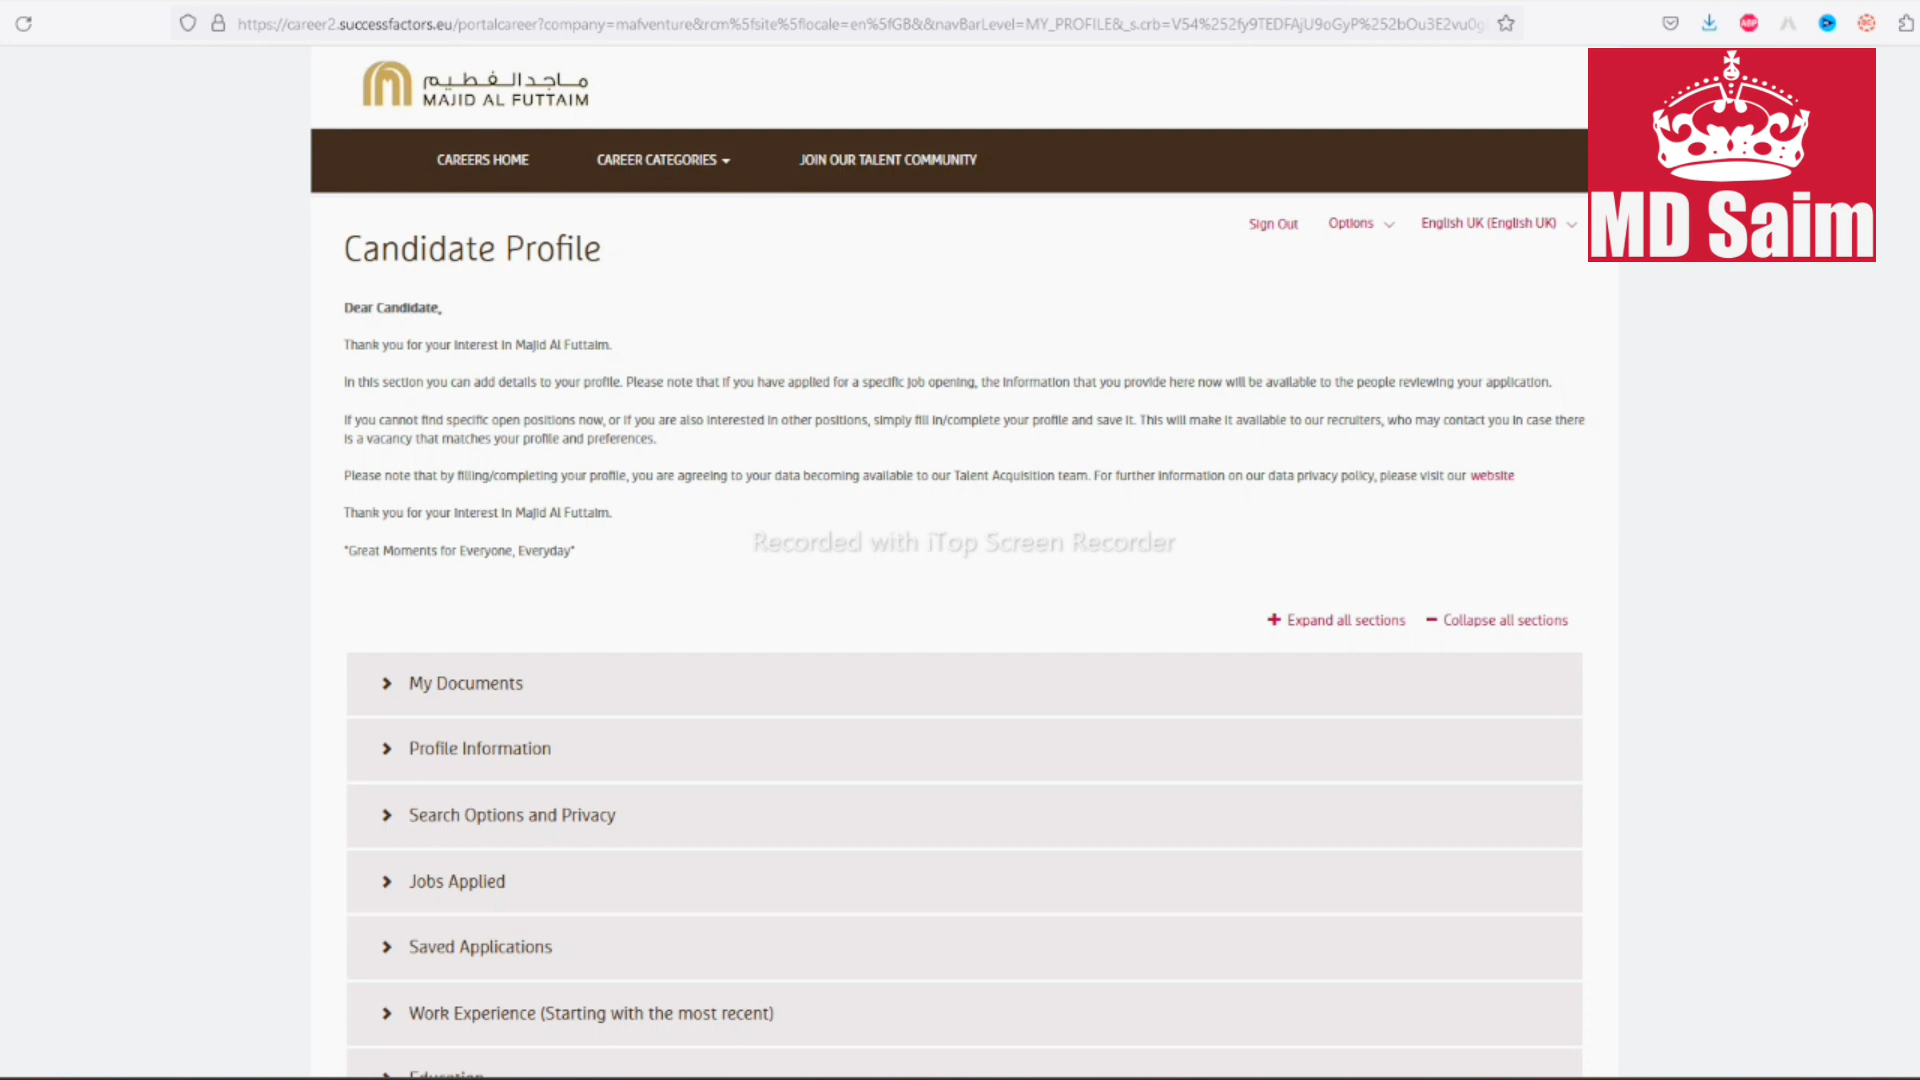 https://career2.successfactors.eu/portalcareer?company=mafventure&rcm%5fsite%5flocale=en%5fGB&&navBarLevel=MY_PROFILE&_s.crb=V54%252fy9TEDFAjU9oGyP%252bOu3E2vu0g
ماجد الفطيم
MAJID AL FUTTAIM
CAREERS HOME CAREER CATEGORIES JOIN OUR TALENT COMMUNITY
MD Saim
Sign Out Options English UK (English UK)
Candidate Profile
Dear Candidate,
Thank you for your interest in Majid Al Futtaim.
In this section you can add details to your profile. Please note that if you have applied for a specific job opening, the information that you provide here now will be available to the people reviewing your application.
If you cannot find specific open positions now, or if you are also interested in other positions, simply fill in/complete your profile and save it. This will make it available to our recruiters, who may contact you in case there
is a vacancy that matches your profile and preferences.
Please note that by filling/completing your profile, you are agreeing to your data becoming available to our Talent Acquisition team. For further information on our data privacy policy, please visit our website
Thank you for your interest in Majid Al Futtaim.
"Great Moments for Everyone, Everyday"
Recorded with iTop Screen Recorder
+ Expand all sections − Collapse all sections
My Documents
Profile Information
Search Options and Privacy
Jobs Applied
Saved Applications
Work Experience (Starting with the most recent)
Education